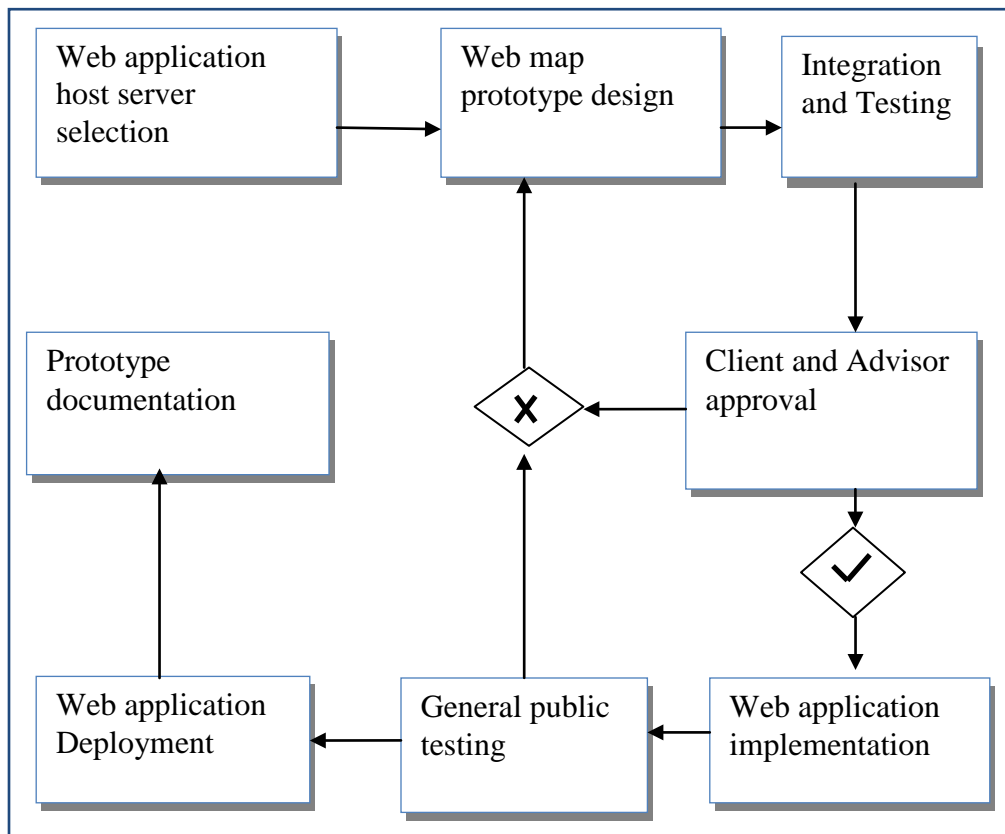 Web application
host server
selection
Web map
prototype design
Integration
and Testing
Prototype
documentation
Client and Advisor
approval
Web application
Deployment
General public
testing
Web application
implementation